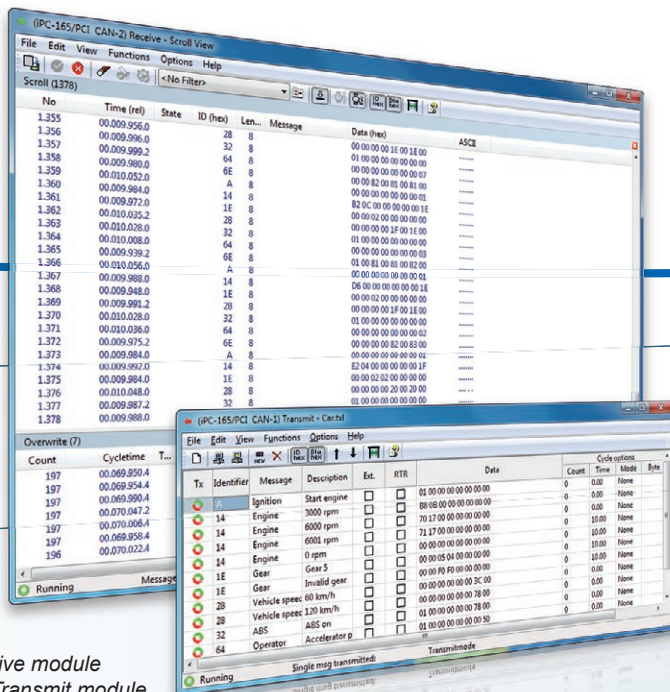 (iPC-165/PCI CAN-2) Receive - Scroll View
File Edit View Functions Options Help
<No Filter>
Scroll (1378)
No Time (rel) State ID (hex) Len... Message Data (hex) ASCII
1.355 00.009.956.0 28 8 00 00 00 00 1E 00 1E 00
1.356 00.009.996.0 32 8 01 00 00 00 00 00 00 00
1.357 00.009.999.2 64 8 00 00 00 00 00 00 00 07
1.358 00.009.980.0 6E 8 00 00 82 00 81 00 81 00
1.359 00.010.052.0 A 8 00 00 00 00 00 00 00 01
1.360 00.009.984.0 14 8 B2 0C 00 00 00 00 00 1E
1.361 00.009.972.0 1E 8 00 00 02 00 00 00 00 00
1.362 00.010.035.2 28 8 00 00 00 00 1F 00 1E 00
1.363 00.010.028.0 32 8 01 00 00 00 00 00 00 00
1.364 00.010.008.0 64 8 00 00 00 00 00 00 00 03
1.365 00.009.939.2 6E 8 01 00 81 00 81 00 82 00
1.366 00.010.056.0 A 8 00 00 00 00 00 00 00 01
1.367 00.009.988.0 14 8 D6 00 00 00 00 00 00 1E
1.368 00.009.948.0 1E 8 00 00 02 00 00 00 00 00
1.369 00.009.991.2 28 8 00 00 00 00 1F 00 1E 00
1.370 00.010.028.0 32 8 01 00 00 00 00 00 00 00
1.371 00.010.036.0 64 8 00 00 00 00 00 00 00 02
1.372 00.009.975.2 6E 8 00 00 00 00 82 00 83 00
1.373 00.009.984.0 A 8 00 00 00 00 00 00 00 01
1.374 00.009.992.0 14 8 E2 04 00 00 00 00 00 1F
1.375 00.009.984.0 1E 8 00 00 02 02 00 00 00 00
1.376 00.010.048.0 28 8 00 00 00 00 20 00 20 00
1.377 00.009.987.2 32 8 01 00 00 00 00 00 00 00
1.378 00.009.988.0
Overwrite (7)
Count Cycletime T...
197 00.069.950.4
197 00.069.954.4
197 00.069.990.4
197 00.070.047.2
197 00.070.006.4
197 00.069.958.4
196 00.070.022.4
Running
(iPC-165/PCI CAN-1) Transmit - Car.txl
File Edit View Functions Options Help
Cycle options
Tx Identifier Message Description Ext. RTR Data Count Time Mode Byte
A Ignition Start engine 01 00 00 00 00 00 00 00 0 0.00 None
14 Engine 3000 rpm B8 0B 00 00 00 00 00 00 0 0.00 None
14 Engine 6000 rpm 70 17 00 00 00 00 00 00 0 10.00 None
14 Engine 6001 rpm 71 17 00 00 00 00 00 00 0 10.00 None
14 Engine 0 rpm 00 00 00 00 00 00 00 00 0 10.00 None
1E Gear Gear 5 00 00 05 04 00 00 00 00 0 10.00 None
1E Gear Invalid gear 00 00 F0 F0 00 00 00 00 0 0.00 None
28 Vehicle speed 60 km/h 00 00 00 00 00 00 3C 00 0 0.00 None
28 Vehicle speed 120 km/h 00 00 00 00 00 00 78 00 0 0.00 None
32 ABS ABS on 01 00 00 00 00 00 78 00 0 0.00 None
64 Operator Accelerator p 01 00 00 00 00 00 00 50 0 0.00 None
Running Single msg transmitted: Transmitmode
ive module
Transmit module